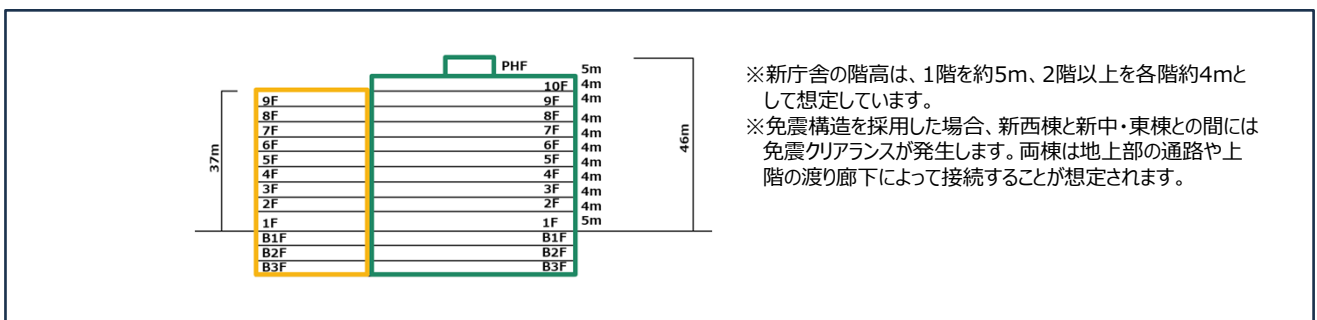 PHF 5m
10F 4m
9F 9F 4m
8F 8F 4m
7F 7F 4m
6F 6F 4m
5F 5F 4m
4F 4F 4m
3F 3F 4m
2F 2F 4m
1F 1F 5m
B1F B1F
B2F B2F
B3F B3F
37m
46m
※新庁舎の階高は、1階を約5m、2階以上を各階約4mと
して想定しています。
※免震構造を採用した場合、新西棟と新中・東棟との間には
免震クリアランスが発生します。両棟は地上部の通路や上
階の渡り廊下によって接続することが想定されます。